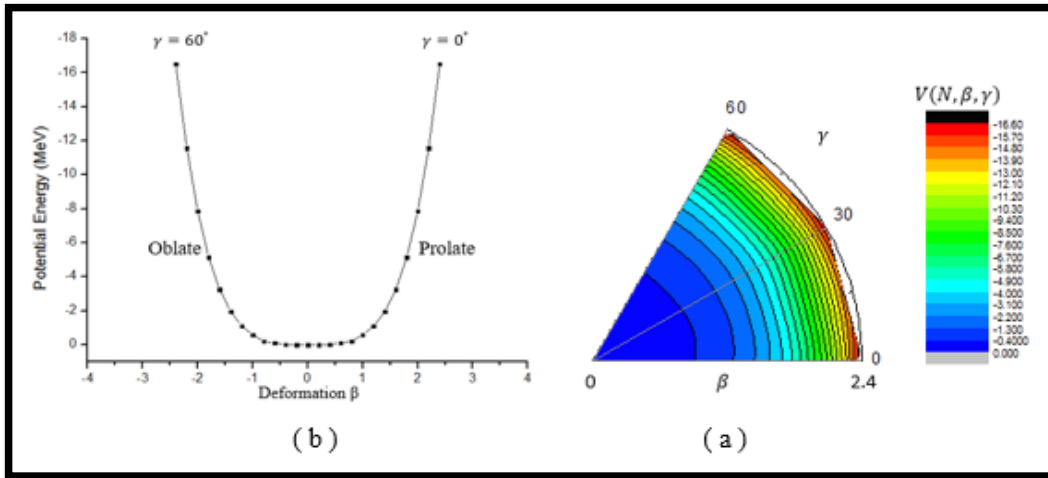 -18
-16
-14
-12
-10
-8
-6
-4
-2
0
Potential Energy (MeV)
γ = 60°
γ = 0°
Oblate
Prolate
-4 -3 -2 -1 0 1 2 3 4
Deformation β
( b )
60
γ
30
0
0
β
2.4
( a )
V(N, β, γ)
-16.60
-15.70
-14.80
-13.90
-13.00
-12.10
-11.20
-10.30
-9.400
-8.500
-7.600
-6.700
-5.800
-4.900
-4.000
-3.100
-2.200
-1.300
-0.4000
0.000